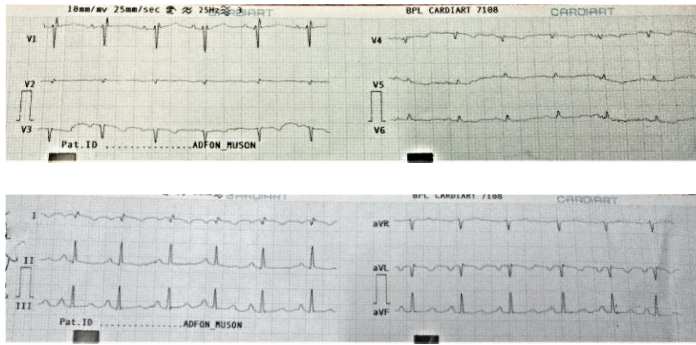 10mm/mv 25mm/sec 25Hz CARDIART
V1
V2
V3
Pat.ID ..............ADFON_MUSON
BPL CARDIART 7108 CARDIART
V4
V5
V6
CARDIART
I
II
III
Pat.ID ..............ADFON_MUSON
BPL CARDIART 7108 CARDIART
aVR
aVL
aVF